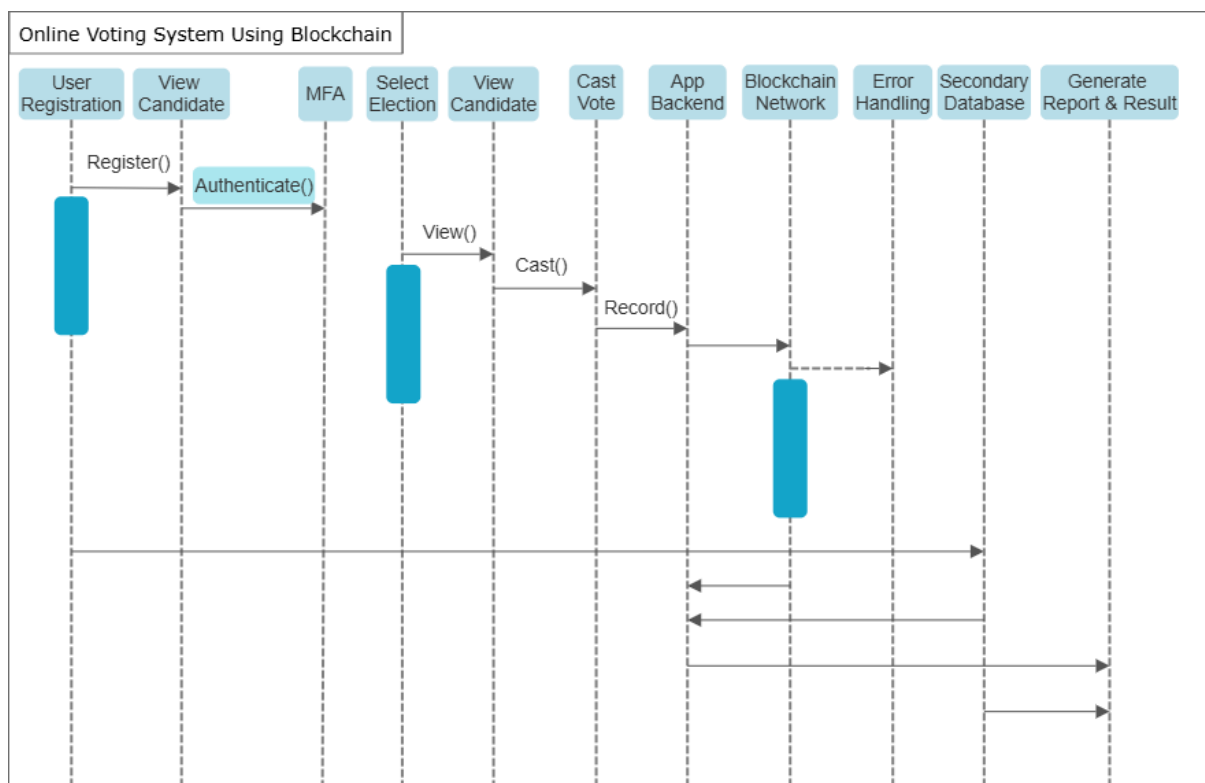 Online Voting System Using Blockchain
User
Registration
View
Candidate
MFA
Select
Election
View
Candidate
Cast
Vote
App
Backend
Blockchain
Network
Error
Handling
Secondary
Database
Generate
Report & Result
Register()
Authenticate()
View()
Cast()
Record()